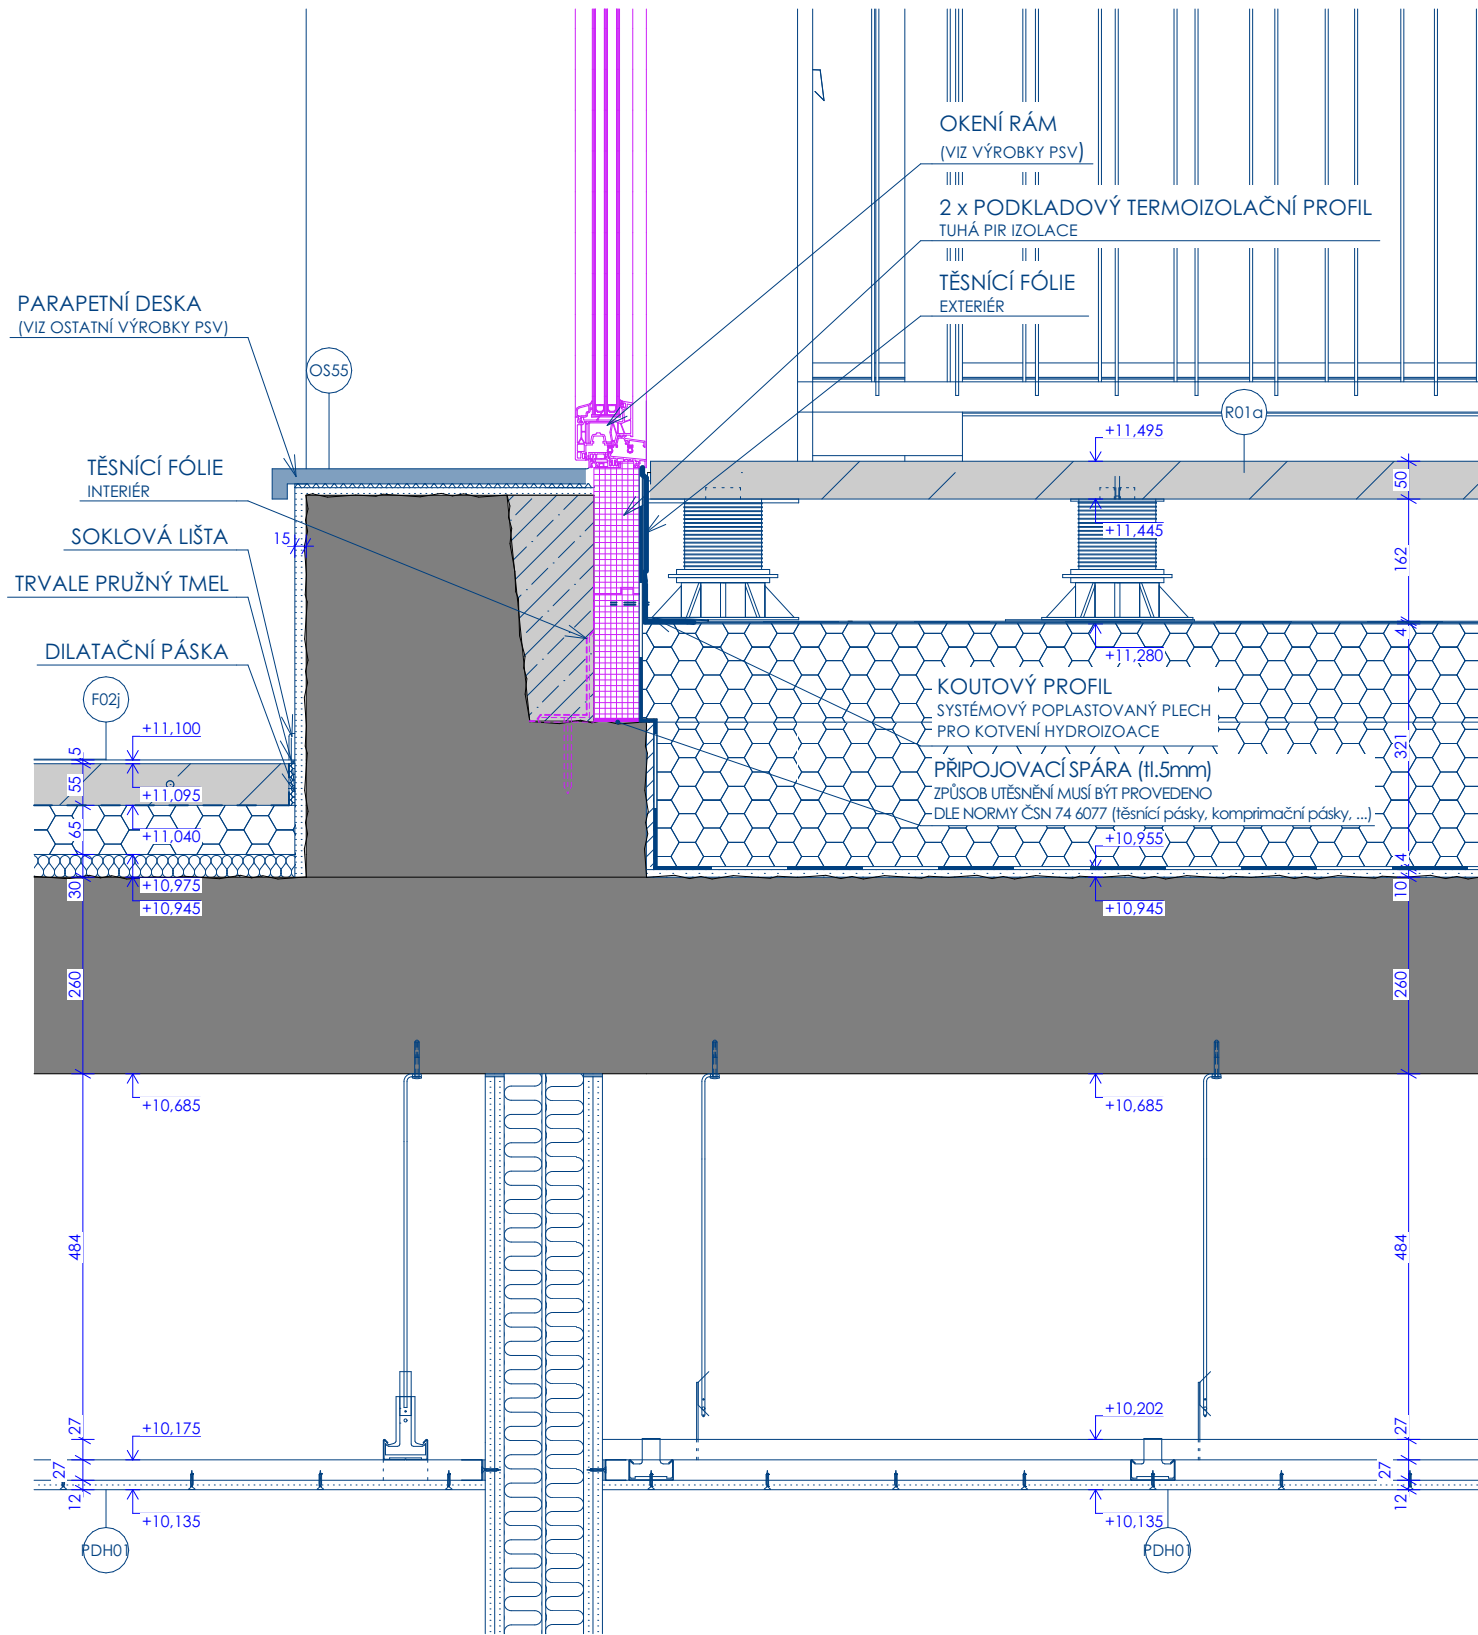 OKENÍ RÁM
(VIZ VÝROBKY PSV)
2 x PODKLADOVÝ TERMOIZOLAČNÍ PROFIL
TUHÁ PIR IZOLACE
TĚSNÍCÍ FÓLIE
EXTERIÉR
PARAPETNÍ DESKA
(VIZ OSTATNÍ VÝROBKY PSV)
OS55
R01a
TĚSNÍCÍ FÓLIE
INTERIÉR
SOKLOVÁ LIŠTA
TRVALE PRUŽNÝ TMEL
DILATAČNÍ PÁSKA
F02j
15
+11,495
+11,445
+11,280
50
162
4
321
4
10
260
484
27
27
12
KOUTOVÝ PROFIL
SYSTÉMOVÝ POPLASTOVANÝ PLECH
PRO KOTVENÍ HYDROIZOACE
PŘIPOJOVACÍ SPÁRA (tl.5mm)
ZPŮSOB UTĚSNĚNÍ MUSÍ BÝT PROVEDENO
DLE NORMY ČSN 74 6077 (těsnící pásky, komprimační pásky, ...)
+11,100
+11,095
+11,040
+10,975
+10,945
5
55
65
30
260
484
27
27
12
+10,955
+10,945
+10,685
+10,685
+10,175
+10,202
+10,135
+10,135
PDH01
PDH01